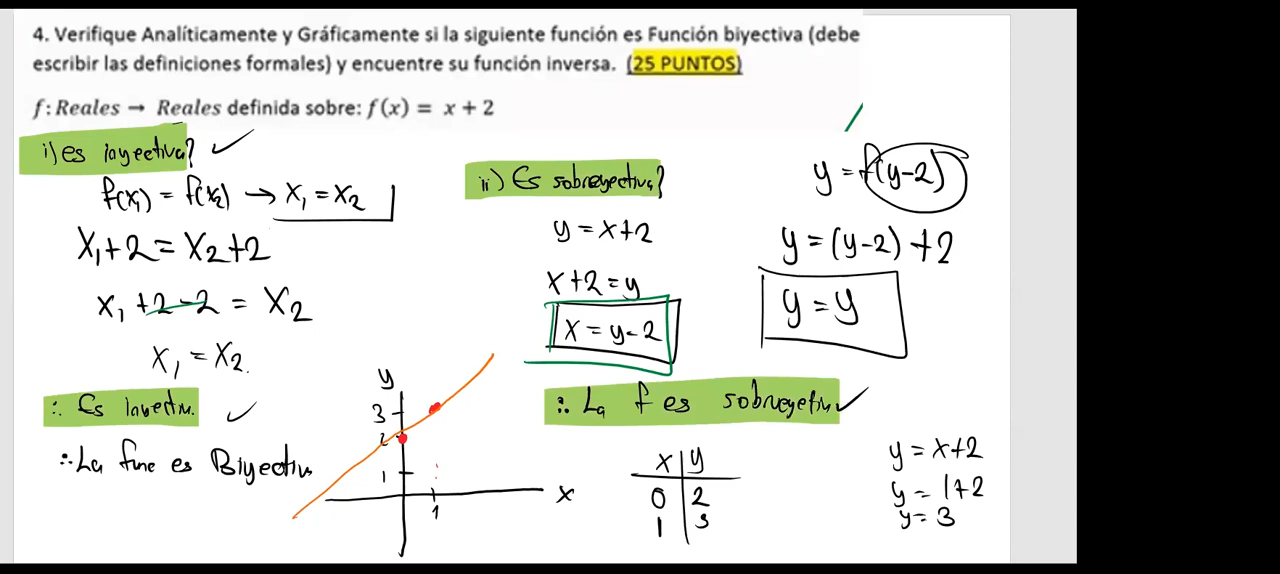 4. Verifique Analíticamente y Gráficamente si la siguiente función es Función biyectiva (debe
escribir las definiciones formales) y encuentre su función inversa. (25 PUNTOS)
f: Reales → Reales definida sobre: f(x) = x + 2
i) es inyectiva? ✓
f(x₁) = f(x₂) → x₁ = x₂
x₁+2 = x₂+2
x₁ +2-2 = x₂
x₁ = x₂.
∴ Es inyectiv. ✓
∴ La func es Biyectiva
y
3
2
1
1
x
ii) Es sobreyectiva?
y = x+2
x+2 = y
x = y-2
y = f(y-2)
y = (y-2) + 2
y = y
∴ La f es sobreyectiv ✓
x | y
0 | 2
1 | 3
y = x+2
y = 1+2
y = 3